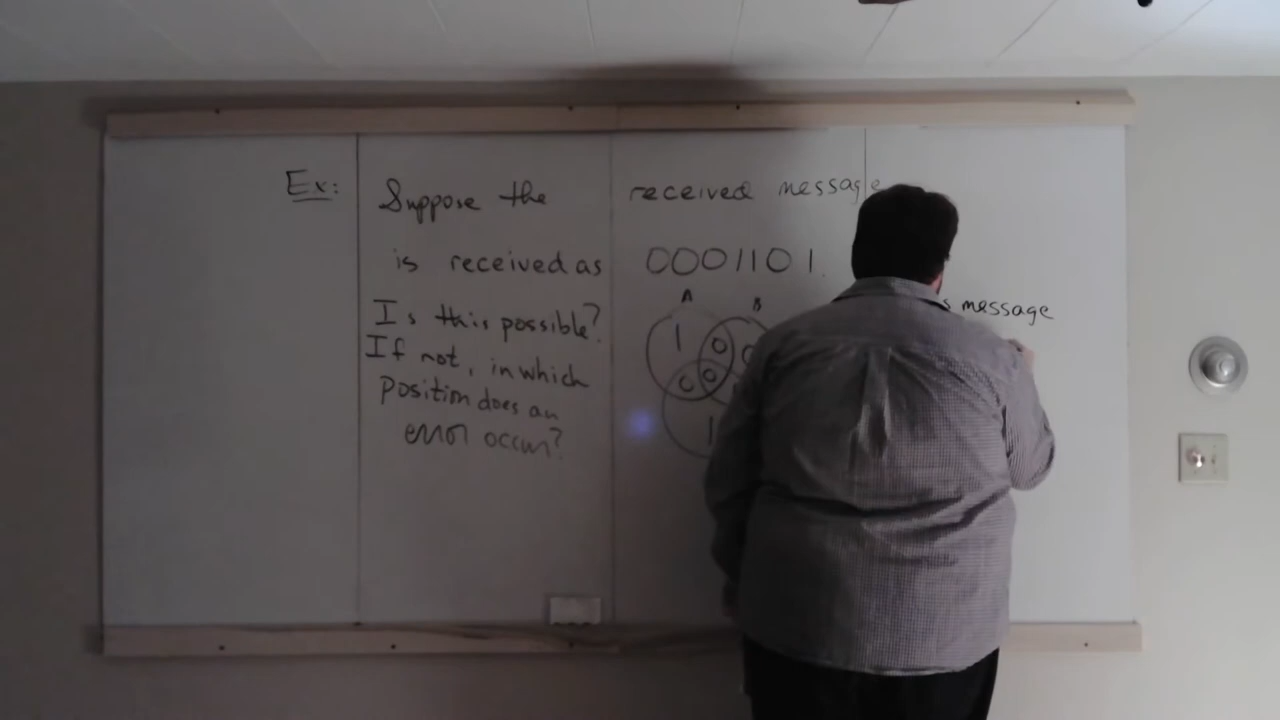 Ex: Suppose the received message
is received as 0001101.
Is this possible?
If not, in which
position does an
error occur?
A B
1 0
0 0
1
s message